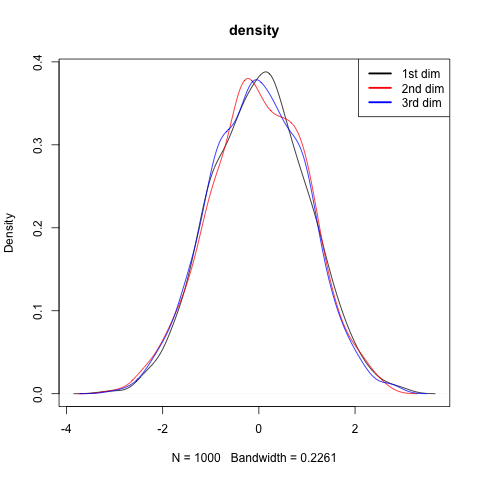 density
1st dim
2nd dim
3rd dim
0.4
0.3
0.2
0.1
0.0
Density
-4
-2
0
2
N = 1000   Bandwidth = 0.2261